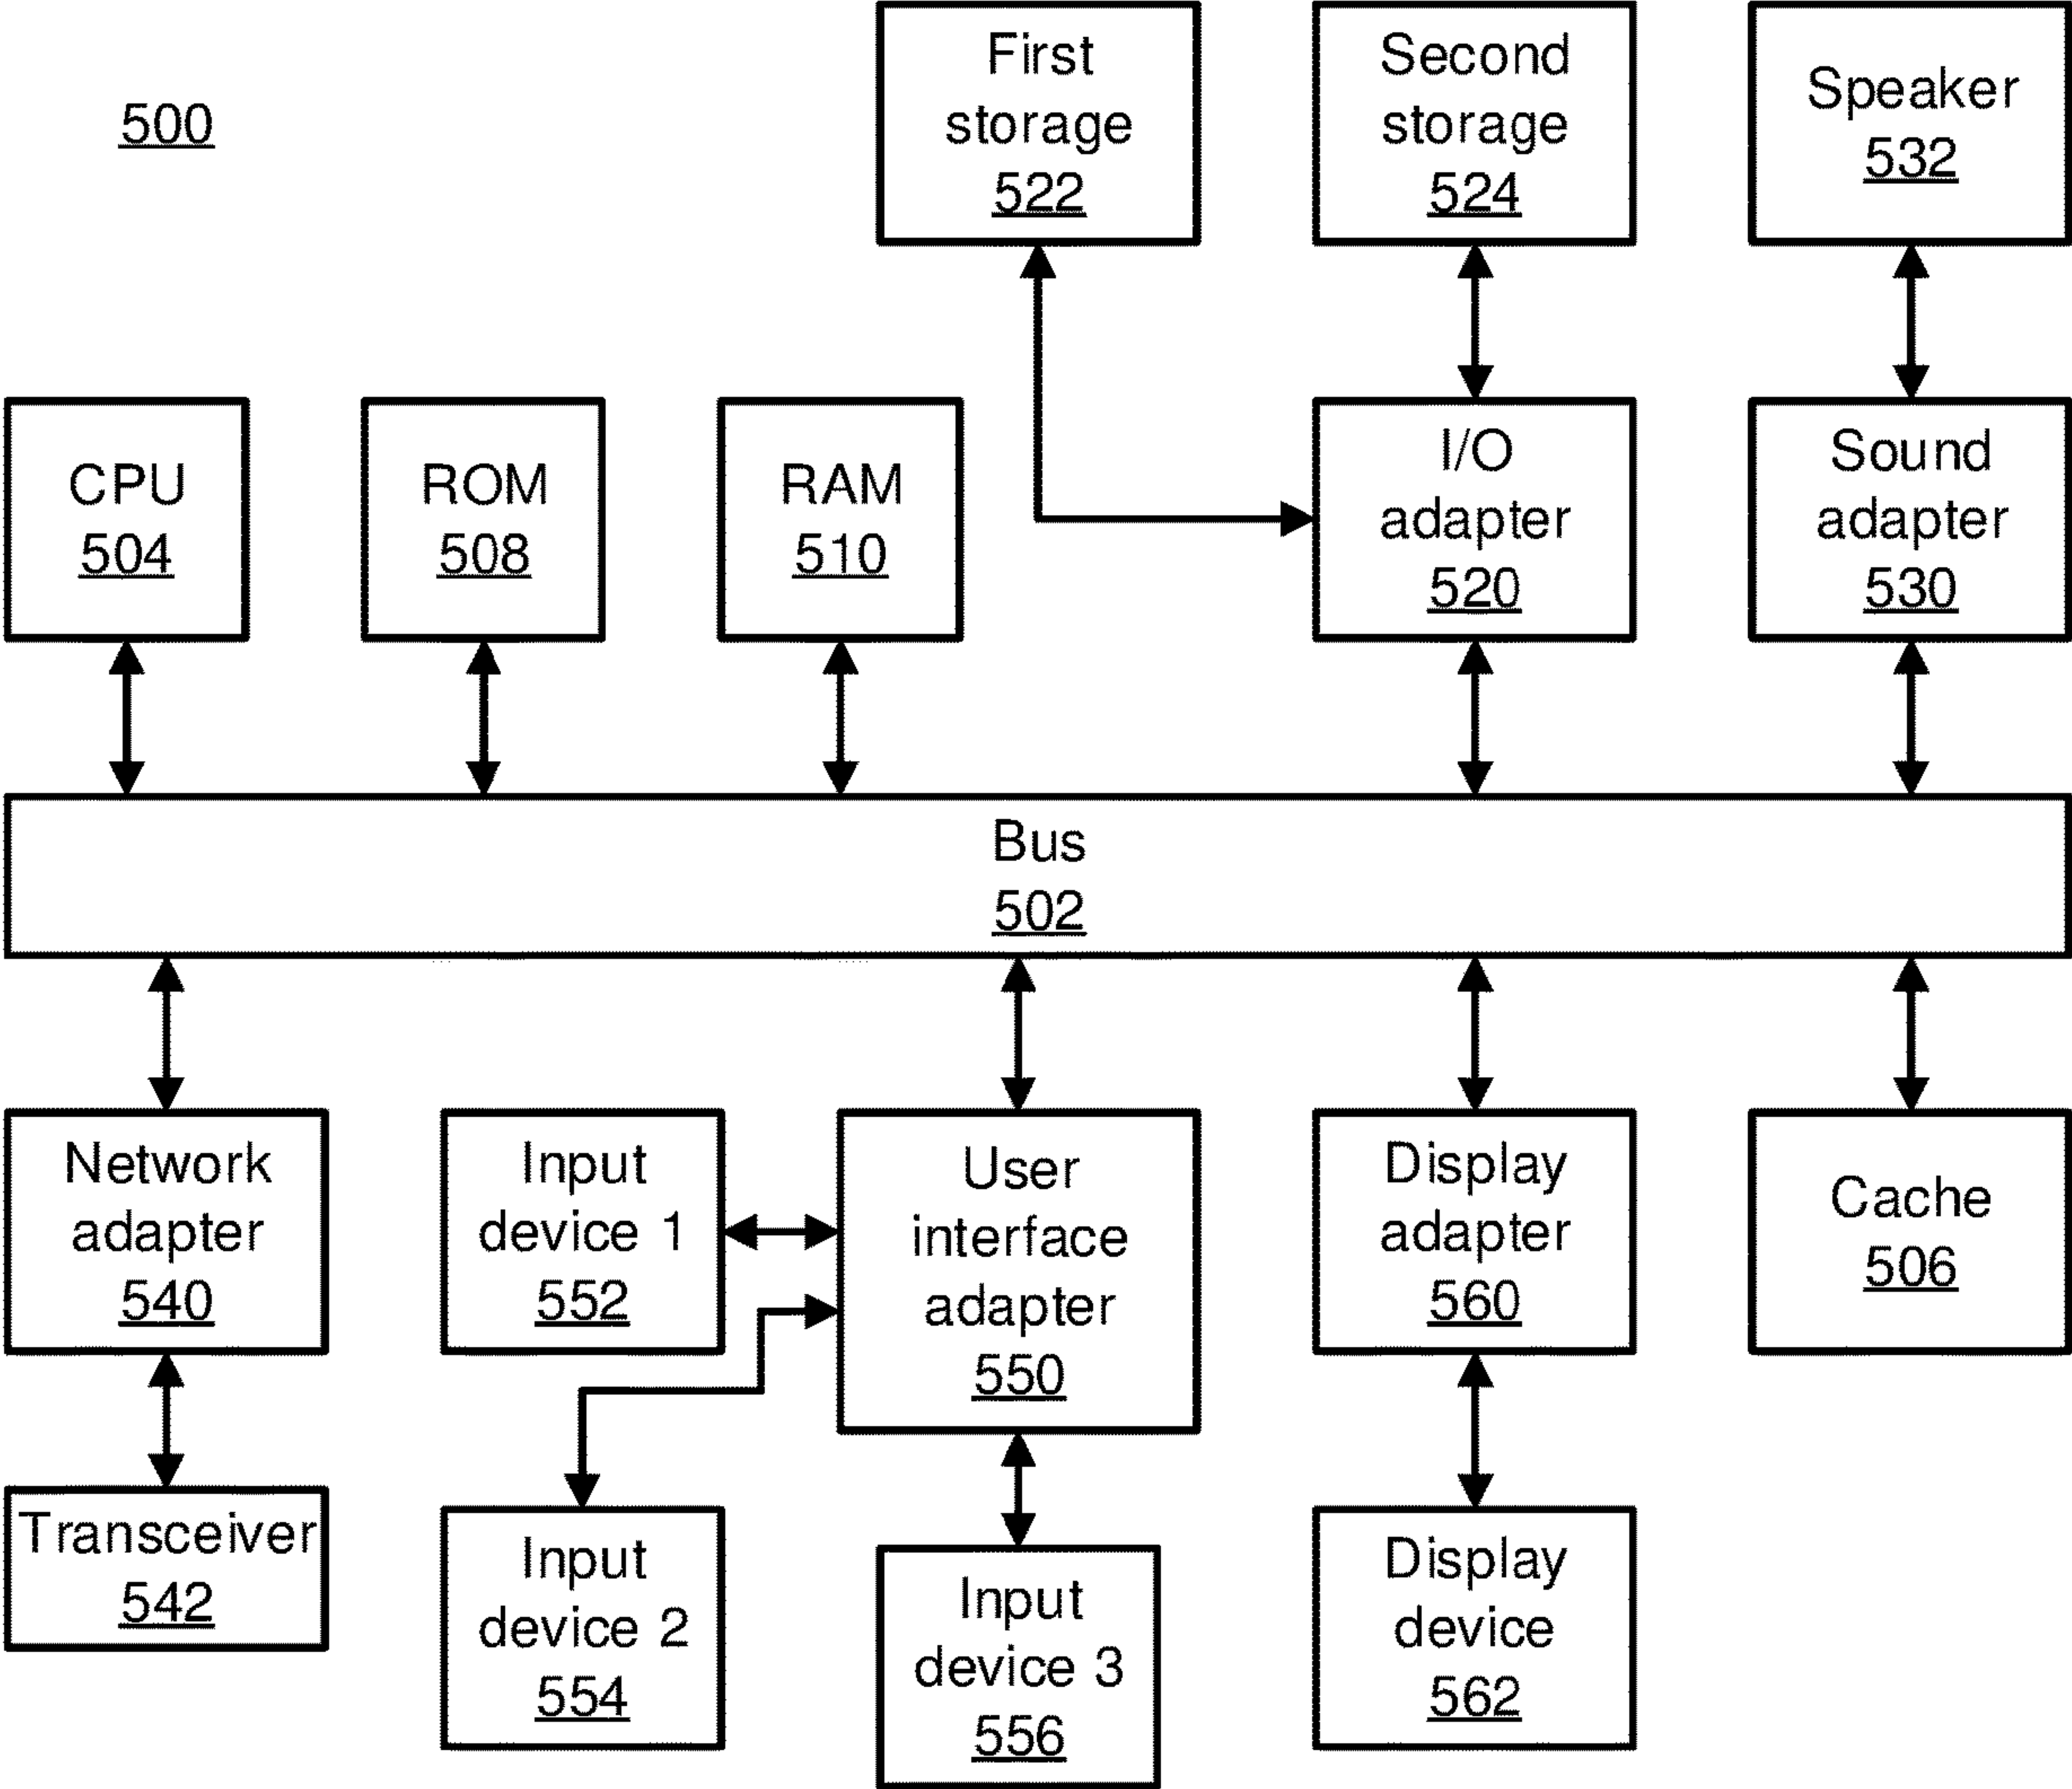 500
First
storage
522
Second
storage
524
Speaker
532
CPU
504
ROM
508
RAM
510
I/O
adapter
520
Sound
adapter
530
Bus
502
Network
adapter
540
Input
device 1
552
User
interface
adapter
550
Display
adapter
560
Cache
506
Transceiver
542
Input
device 2
554
Input
device 3
556
Display
device
562